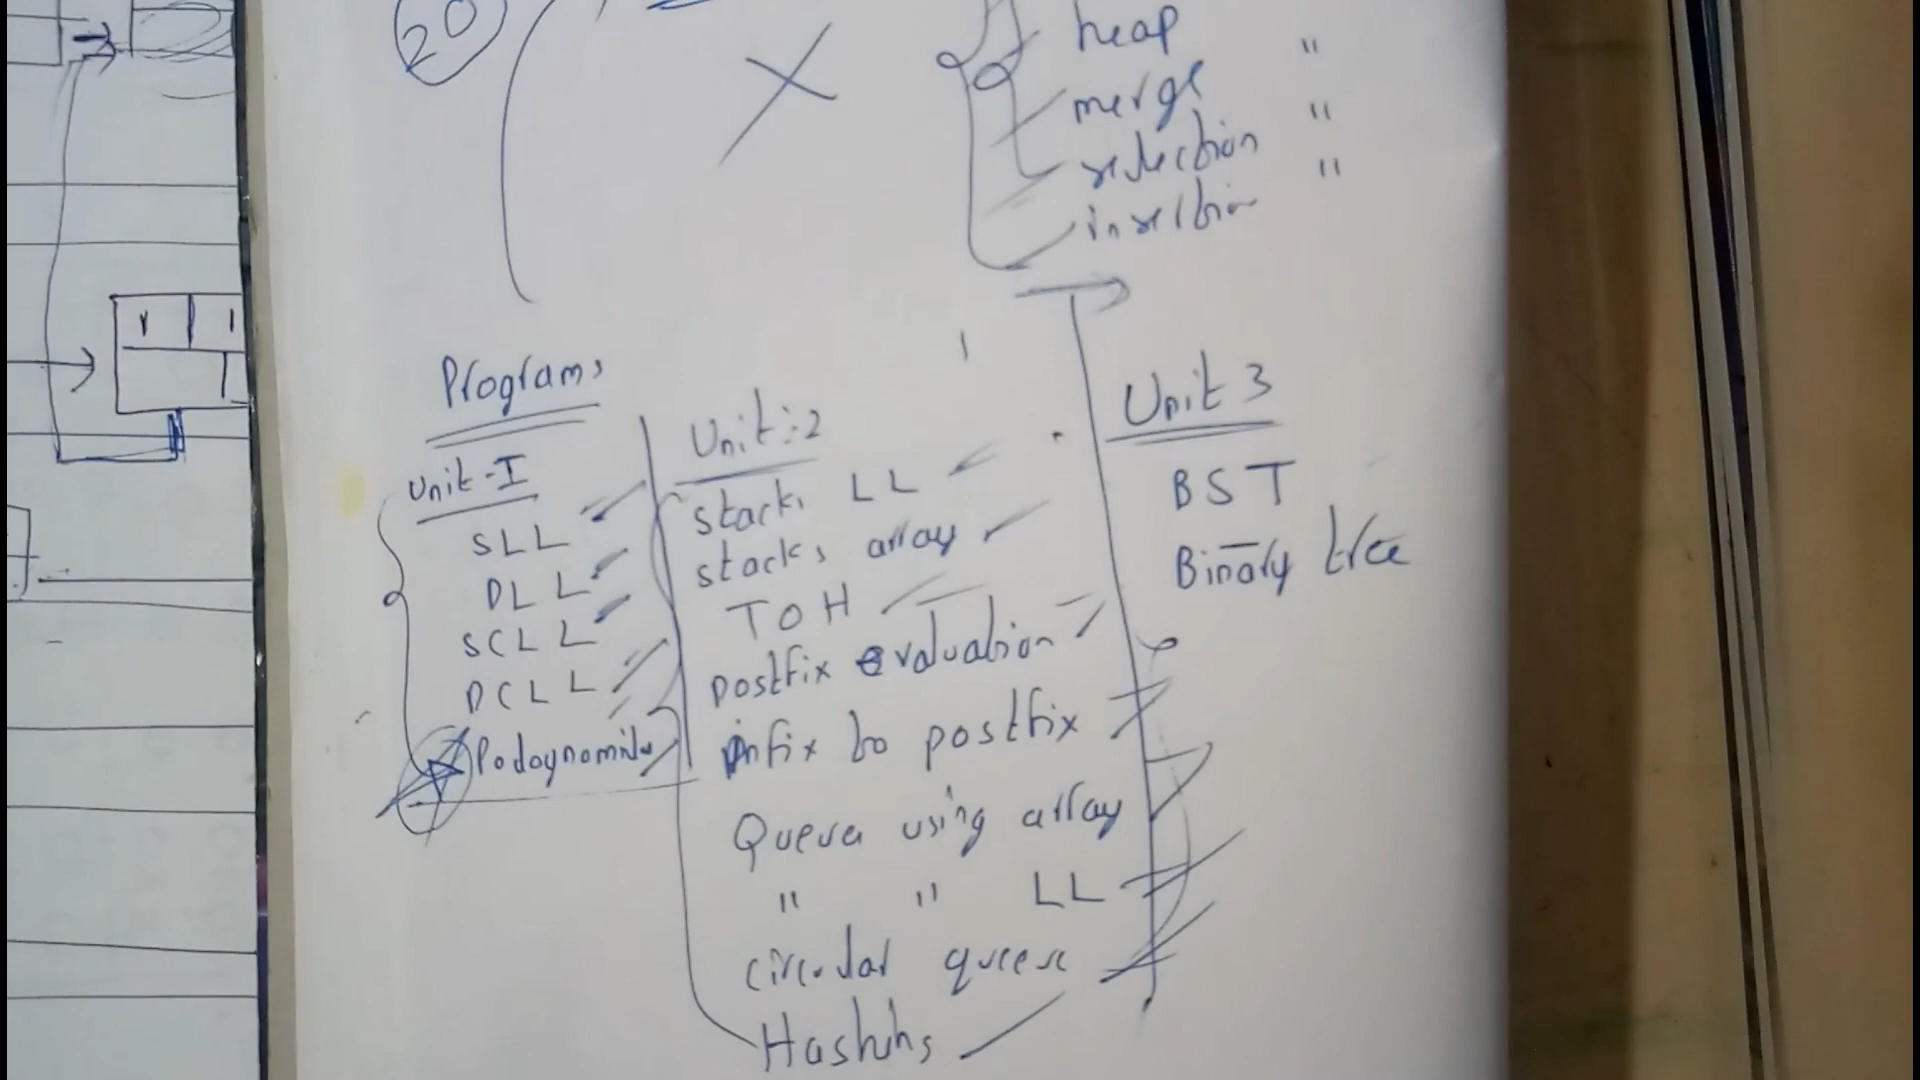 20
heap "
merge "
selection "
insertion
Programs
Unit-I
SLL
DLL
SCLL
DCLL
Podoynomials
Unit:-2
stacks LL
stacks array
TOH
postfix evaluation
infix to postfix
Queue using array
" " LL
circular queue
Hashing
Unit 3
BST
Binary tree